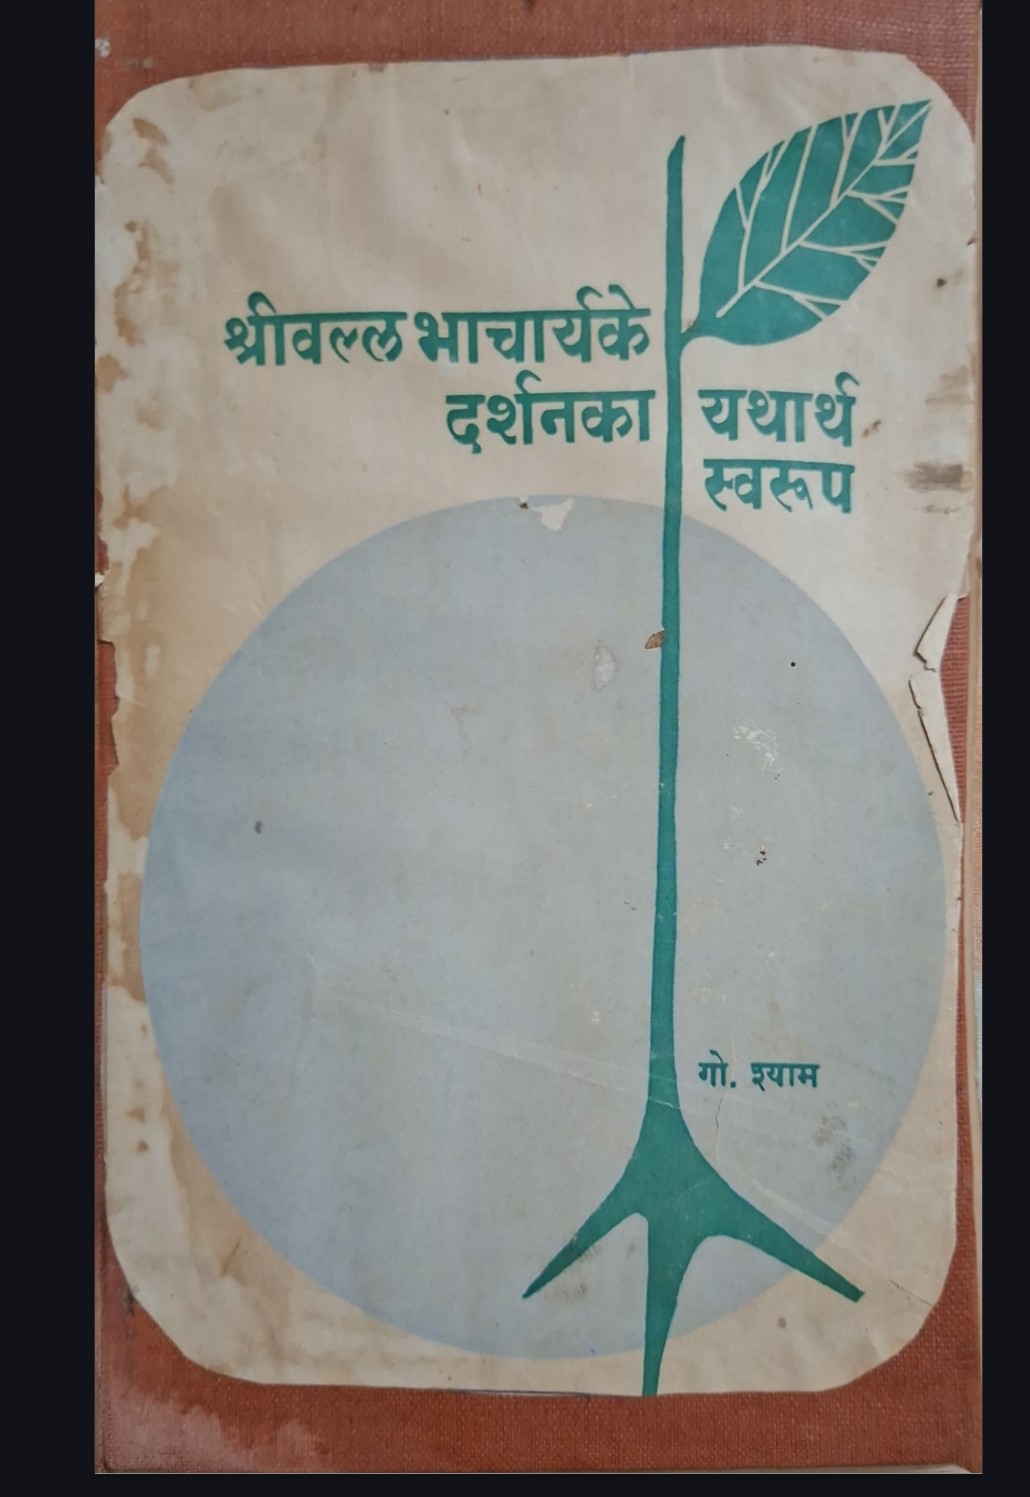 श्रीवल्लभाचार्यके
दर्शनका यथार्थ
स्वरूप
गो. श्याम